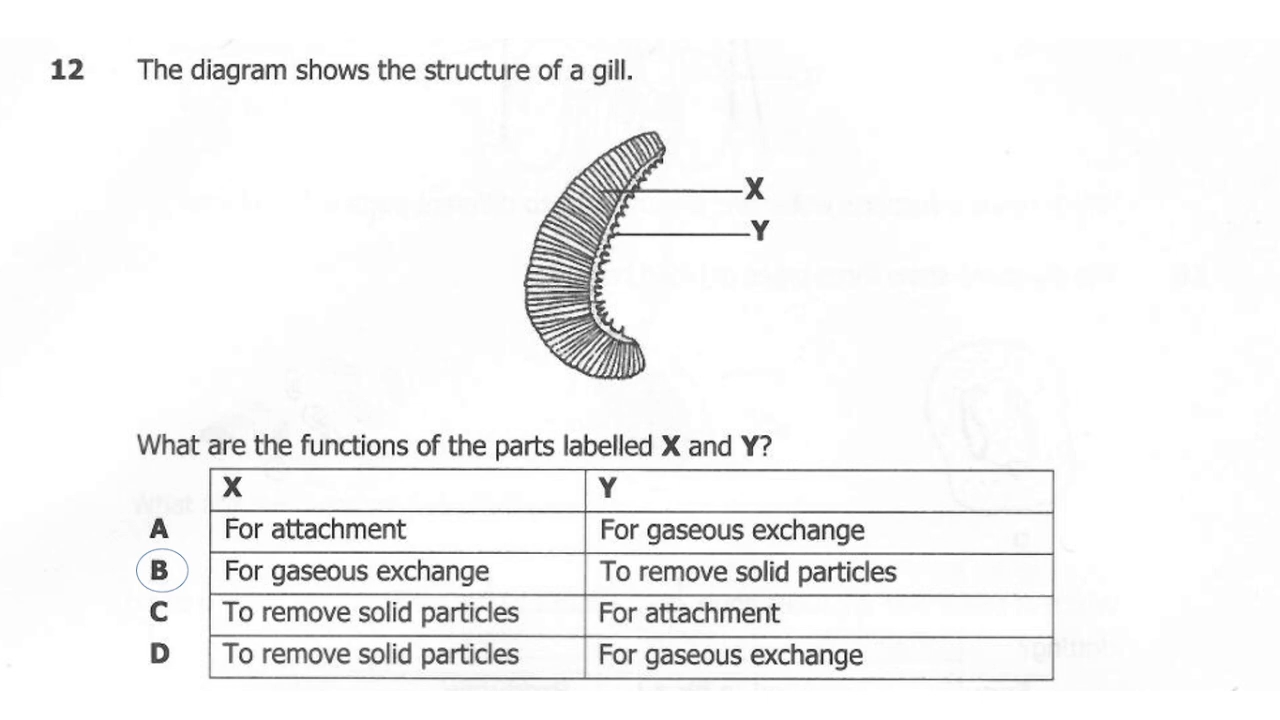 12 The diagram shows the structure of a gill.
X
Y
What are the functions of the parts labelled X and Y?
X Y
A For attachment For gaseous exchange
B For gaseous exchange To remove solid particles
C To remove solid particles For attachment
D To remove solid particles For gaseous exchange